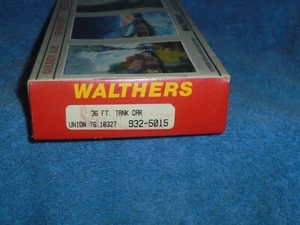 WALTHERS
36 FT. TANK CAR
UNION 76 10327 932-5015